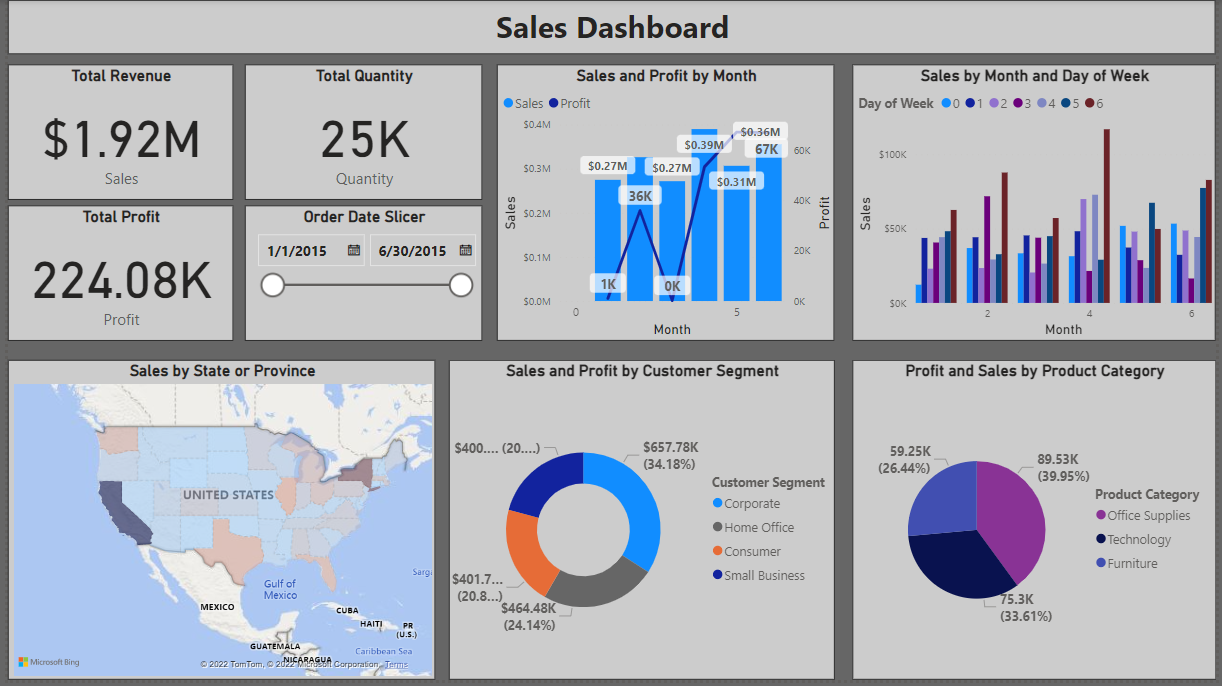 Sales Dashboard
Total Revenue
$1.92M
Sales
Total Quantity
25K
Quantity
Total Profit
224.08K
Profit
Order Date Slicer
1/1/2015
6/30/2015
Sales and Profit by Month
Sales Profit
$0.4M
$0.3M
$0.2M
$0.1M
$0.0M
Sales
$0.27M
$0.27M
$0.39M
$0.31M
$0.36M
1K
36K
0K
67K
60K
40K
20K
0K
Profit
0
5
Month
Sales by Month and Day of Week
Day of Week 0 1 2 3 4 5 6
$100K
$50K
$0K
Sales
2
4
6
Month
Sales by State or Province
UNITED STATES
Gulf of
Mexico
MEXICO
CUBA
HAITI
PR
(U.S.)
GUATEMALA
NICARAGUA
Caribbean Sea
Sarga
Microsoft Bing
© 2022 TomTom, © 2022 Microsoft Corporation Terms
Sales and Profit by Customer Segment
$400.... (20....)
$657.78K
(34.18%)
$401.7...
(20.8...)
$464.48K
(24.14%)
Customer Segment
Corporate
Home Office
Consumer
Small Business
Profit and Sales by Product Category
59.25K
(26.44%)
89.53K
(39.95%)
75.3K
(33.61%)
Product Category
Office Supplies
Technology
Furniture